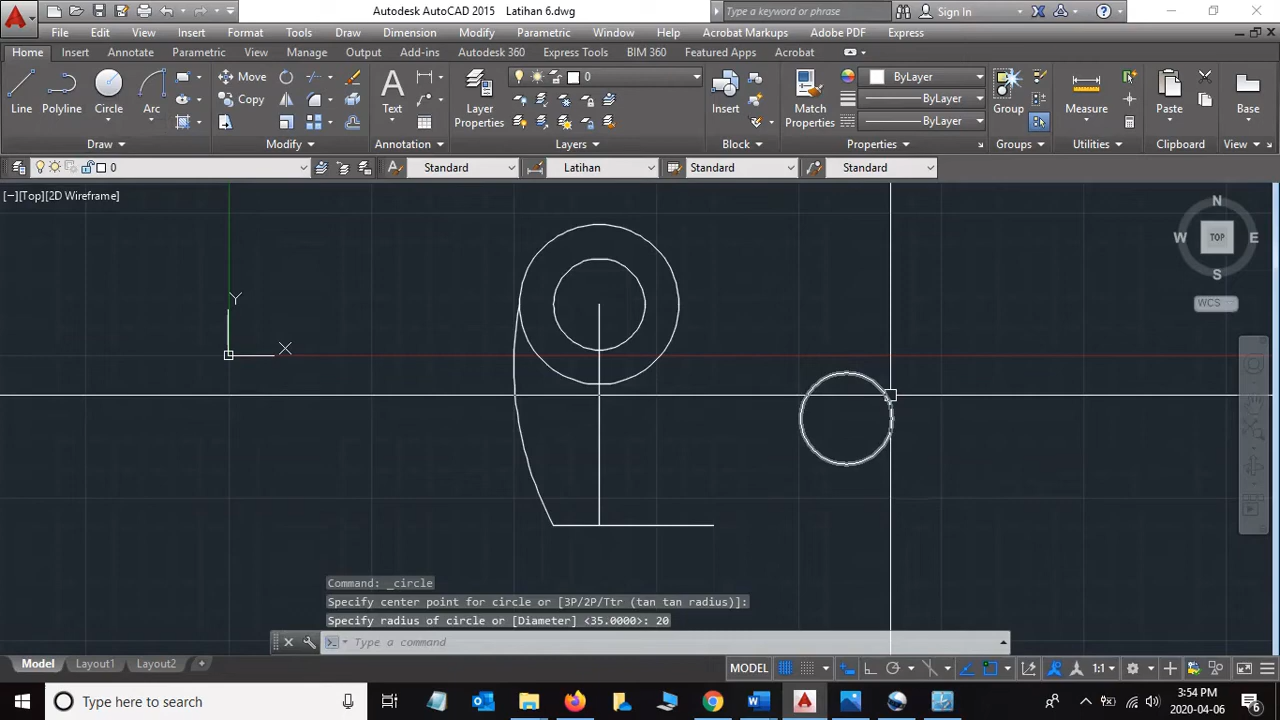 Autodesk AutoCAD 2015 Latihan 6.dwg
Type a keyword or phrase
Sign In
File Edit View Insert Format Tools Draw Dimension Modify Parametric Window Help Acrobat Markups Adobe PDF Express
Home Insert Annotate Parametric View Manage Output Add-ins Autodesk 360 Express Tools BIM 360 Featured Apps Acrobat
Line Polyline Circle Arc
Move
Copy
Text
Layer Properties
0
Insert
Match Properties
ByLayer
ByLayer
ByLayer
Group
Measure
Paste
Base
Draw Modify Annotation Layers Block Properties Groups Utilities Clipboard View
0 Standard Latihan Standard Standard
[−][Top][2D Wireframe]
N
W TOP E
S
WCS
Y
X
Command: _circle
Specify center point for circle or [3P/2P/Ttr (tan tan radius)]:
Specify radius of circle or [Diameter] <35.0000>: 20
Type a command
Model Layout1 Layout2 +
MODEL 1:1
Type here to search
3:54 PM
2020-04-06
6